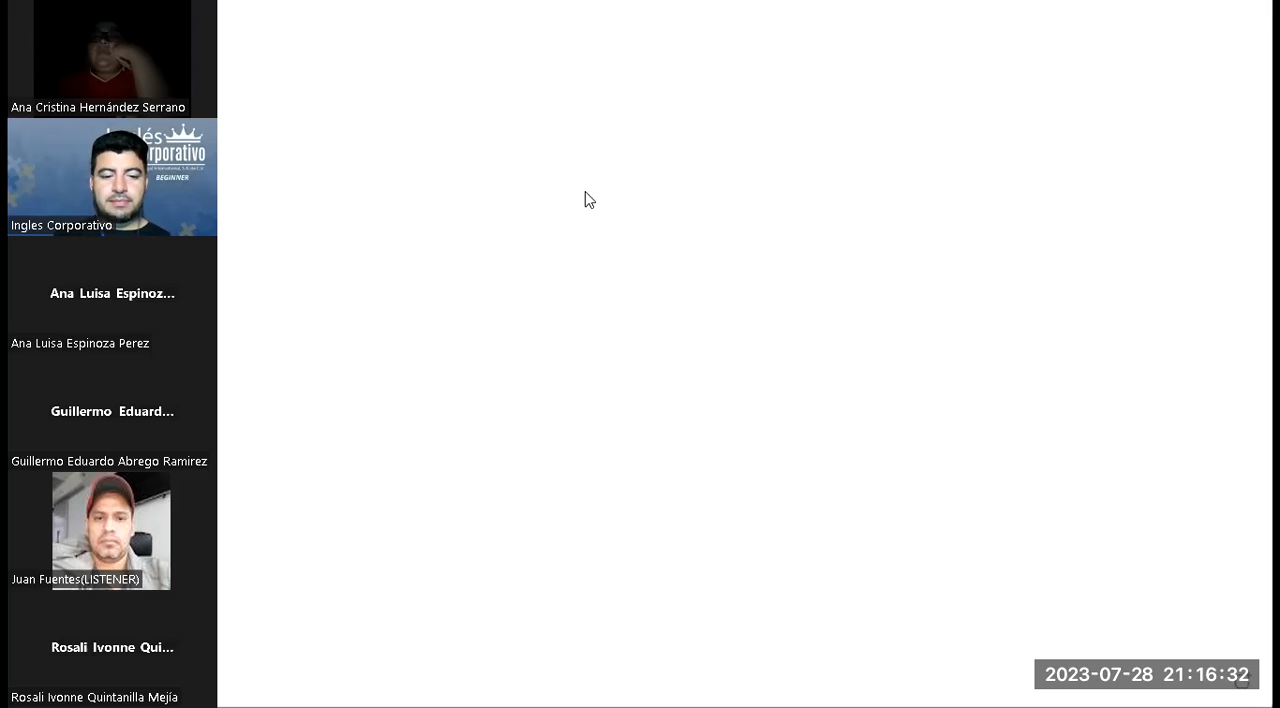 Ana Cristina Hernández Serrano
BEGINNER
Ingles Corporativo
Ana Luisa Espinoz...
Ana Luisa Espinoza Perez
Guillermo Eduard...
Guillermo Eduardo Abrego Ramirez
Juan Fuentes(LISTENER)
Rosali Ivonne Qui...
Rosali Ivonne Quintanilla Mejía
2023-07-28 21:16:32